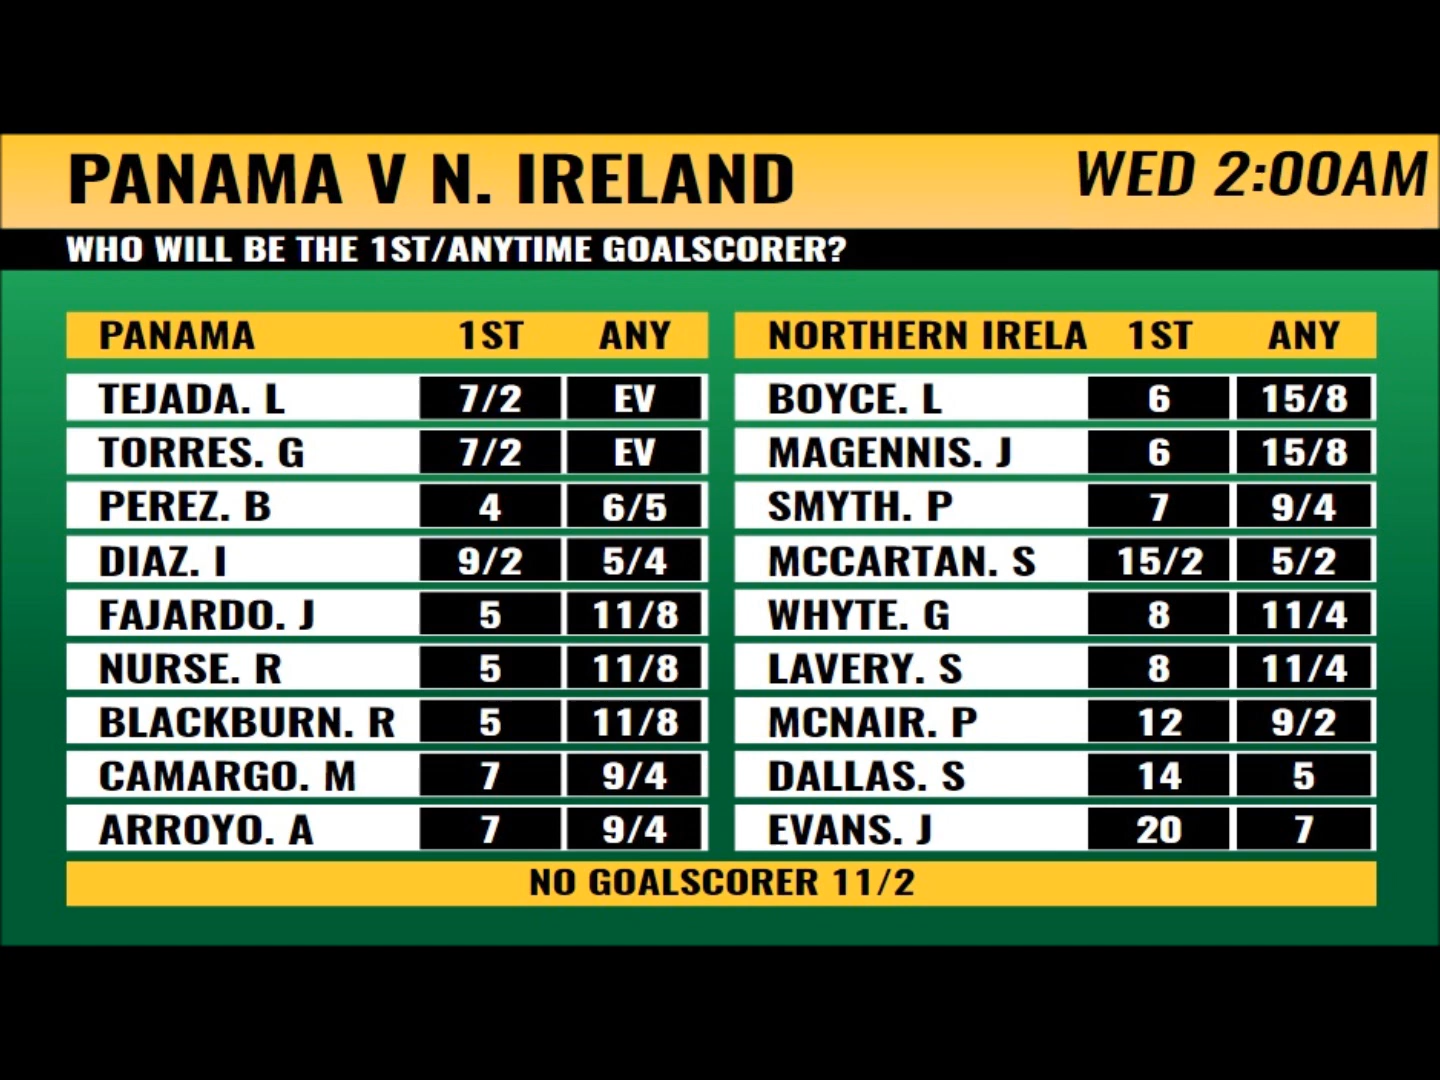 PANAMA V N. IRELAND WED 2:00AM
WHO WILL BE THE 1ST/ANYTIME GOALSCORER?
PANAMA 1ST ANY
TEJADA. L 7/2 EV
TORRES. G 7/2 EV
PEREZ. B 4 6/5
DIAZ. I 9/2 5/4
FAJARDO. J 5 11/8
NURSE. R 5 11/8
BLACKBURN. R 5 11/8
CAMARGO. M 7 9/4
ARROYO. A 7 9/4
NORTHERN IRELA 1ST ANY
BOYCE. L 6 15/8
MAGENNIS. J 6 15/8
SMYTH. P 7 9/4
MCCARTAN. S 15/2 5/2
WHYTE. G 8 11/4
LAVERY. S 8 11/4
MCNAIR. P 12 9/2
DALLAS. S 14 5
EVANS. J 20 7
NO GOALSCORER 11/2